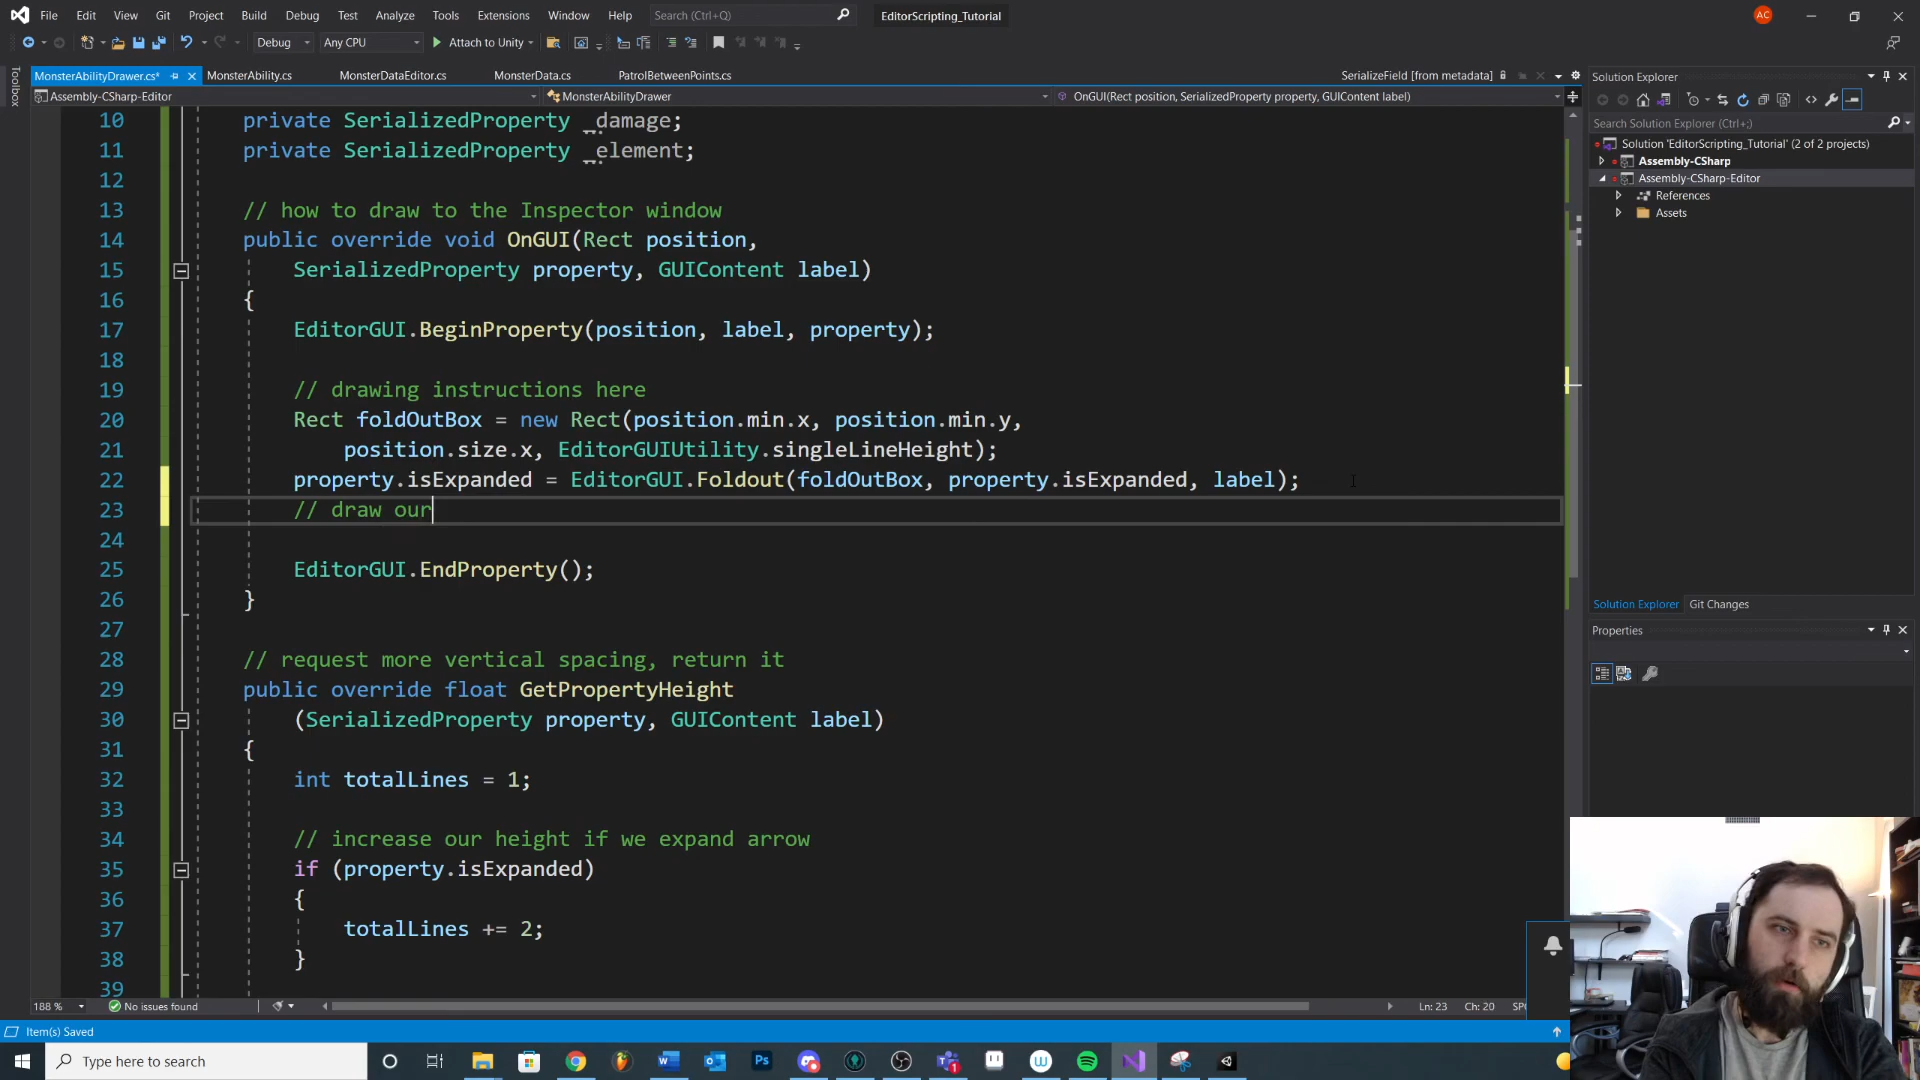 File Edit View Git Project Build Debug Test Analyze Tools Extensions Window Help Search (Ctrl+Q) EditorScripting_Tutorial AC
Debug Any CPU Attach to Unity
Toolbox
MonsterAbilityDrawer.cs* MonsterAbility.cs MonsterDataEditor.cs MonsterData.cs PatrolBetweenPoints.cs SerializeField [from metadata]
Assembly-CSharp-Editor MonsterAbilityDrawer OnGUI(Rect position, SerializedProperty property, GUIContent label)
10 private SerializedProperty _damage;
11 private SerializedProperty _element;
12
13 // how to draw to the Inspector window
14 public override void OnGUI(Rect position,
15 SerializedProperty property, GUIContent label)
16 {
17 EditorGUI.BeginProperty(position, label, property);
18
19 // drawing instructions here
20 Rect foldOutBox = new Rect(position.min.x, position.min.y,
21 position.size.x, EditorGUIUtility.singleLineHeight);
22 property.isExpanded = EditorGUI.Foldout(foldOutBox, property.isExpanded, label);
23 // draw our
24
25 EditorGUI.EndProperty();
26 }
27
28 // request more vertical spacing, return it
29 public override float GetPropertyHeight
30 (SerializedProperty property, GUIContent label)
31 {
32 int totalLines = 1;
33
34 // increase our height if we expand arrow
35 if (property.isExpanded)
36 {
37 totalLines += 2;
38 }
39
188 % No issues found Ln: 23 Ch: 20
Item(s) Saved
Solution Explorer
Search Solution Explorer (Ctrl+;)
Solution 'EditorScripting_Tutorial' (2 of 2 projects)
Assembly-CSharp
Assembly-CSharp-Editor
References
Assets
Solution Explorer Git Changes
Properties
Type here to search